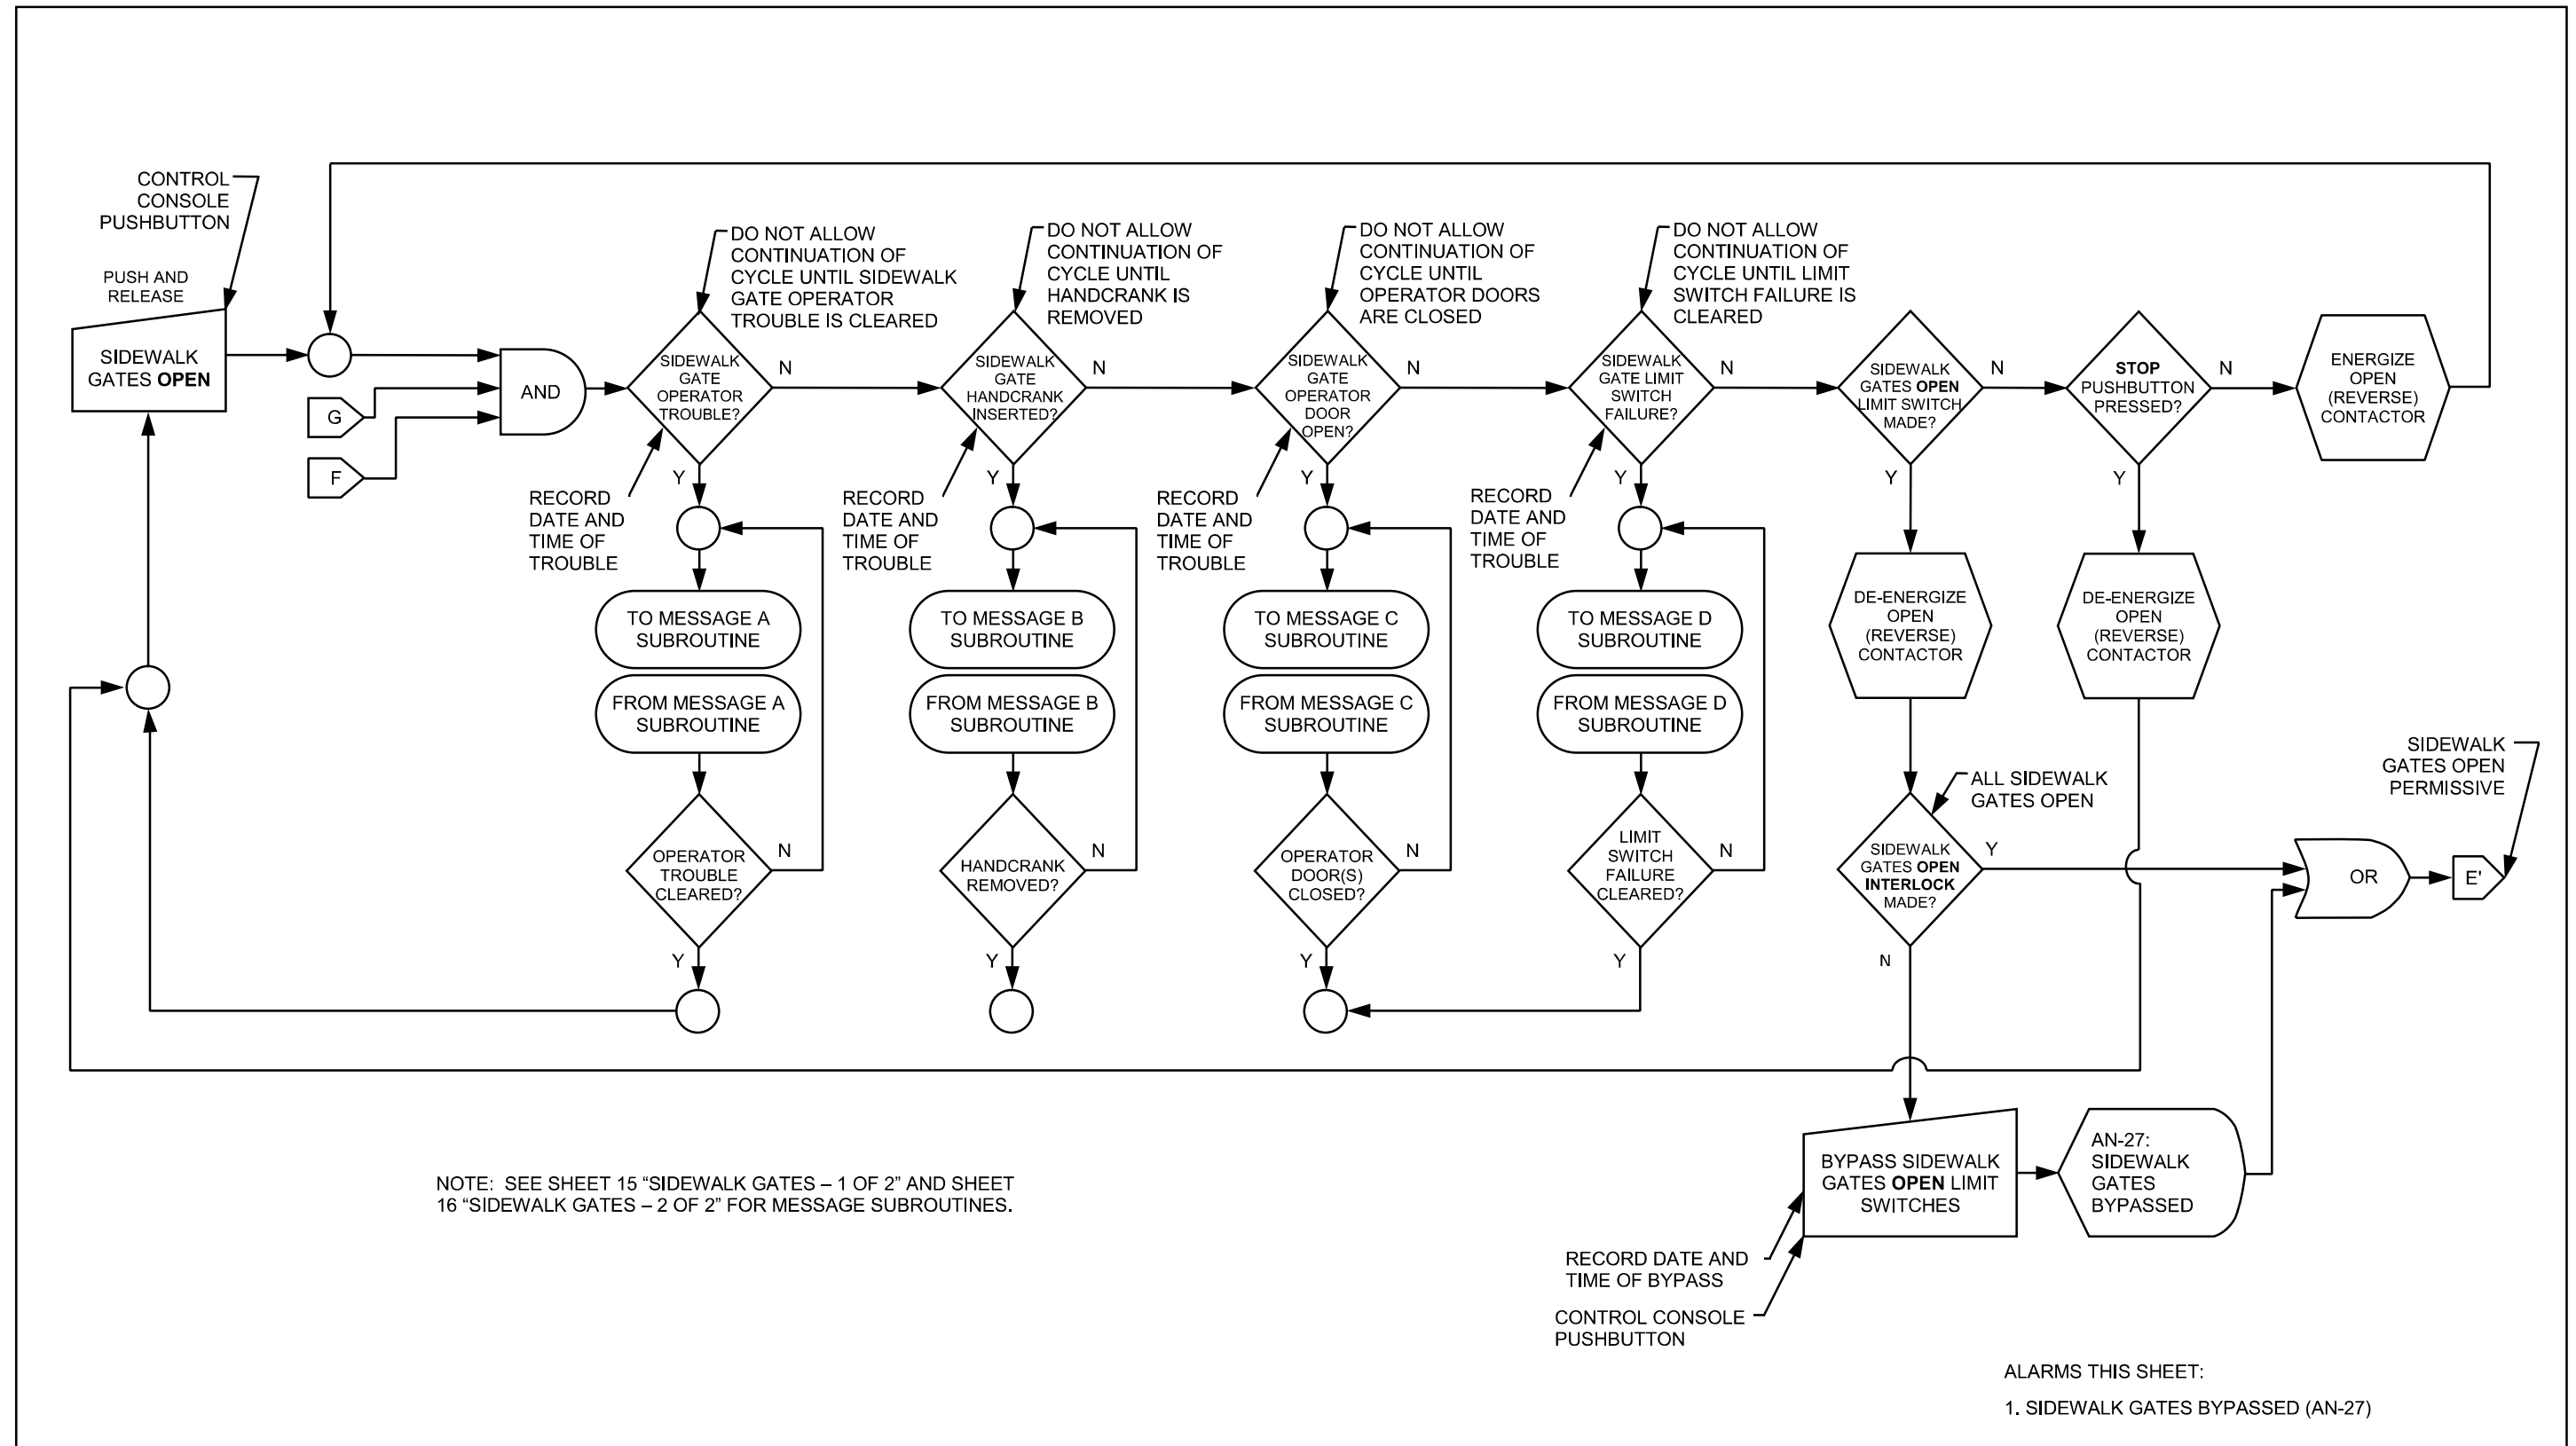 CONTROL
CONSOLE
PUSHBUTTON
PUSH AND
RELEASE
SIDEWALK
GATES OPEN
G
F
AND
DO NOT ALLOW
CONTINUATION OF
CYCLE UNTIL SIDEWALK
GATE OPERATOR
TROUBLE IS CLEARED
SIDEWALK
GATE
OPERATOR
TROUBLE?
N
Y
RECORD
DATE AND
TIME OF
TROUBLE
TO MESSAGE A
SUBROUTINE
FROM MESSAGE A
SUBROUTINE
OPERATOR
TROUBLE
CLEARED?
N
Y
DO NOT ALLOW
CONTINUATION OF
CYCLE UNTIL
HANDCRANK IS
REMOVED
SIDEWALK
GATE
HANDCRANK
INSERTED?
N
Y
RECORD
DATE AND
TIME OF
TROUBLE
TO MESSAGE B
SUBROUTINE
FROM MESSAGE B
SUBROUTINE
HANDCRANK
REMOVED?
N
Y
DO NOT ALLOW
CONTINUATION OF
CYCLE UNTIL
OPERATOR DOORS
ARE CLOSED
SIDEWALK
GATE
OPERATOR
DOOR
OPEN?
N
Y
RECORD
DATE AND
TIME OF
TROUBLE
TO MESSAGE C
SUBROUTINE
FROM MESSAGE C
SUBROUTINE
OPERATOR
DOOR(S)
CLOSED?
N
Y
DO NOT ALLOW
CONTINUATION OF
CYCLE UNTIL LIMIT
SWITCH FAILURE IS
CLEARED
SIDEWALK
GATE LIMIT
SWITCH
FAILURE?
N
Y
RECORD
DATE AND
TIME OF
TROUBLE
TO MESSAGE D
SUBROUTINE
FROM MESSAGE D
SUBROUTINE
LIMIT
SWITCH
FAILURE
CLEARED?
N
Y
SIDEWALK
GATES OPEN
LIMIT SWITCH
MADE?
N
Y
DE-ENERGIZE
OPEN
(REVERSE)
CONTACTOR
ALL SIDEWALK
GATES OPEN
SIDEWALK
GATES OPEN
INTERLOCK
MADE?
Y
N
STOP
PUSHBUTTON
PRESSED?
N
Y
DE-ENERGIZE
OPEN
(REVERSE)
CONTACTOR
ENERGIZE
OPEN
(REVERSE)
CONTACTOR
SIDEWALK
GATES OPEN
PERMISSIVE
OR
E'
BYPASS SIDEWALK
GATES OPEN LIMIT
SWITCHES
AN-27:
SIDEWALK
GATES
BYPASSED
RECORD DATE AND
TIME OF BYPASS
CONTROL CONSOLE
PUSHBUTTON
NOTE: SEE SHEET 15 “SIDEWALK GATES – 1 OF 2” AND SHEET
16 “SIDEWALK GATES – 2 OF 2” FOR MESSAGE SUBROUTINES.
ALARMS THIS SHEET:
1. SIDEWALK GATES BYPASSED (AN-27)